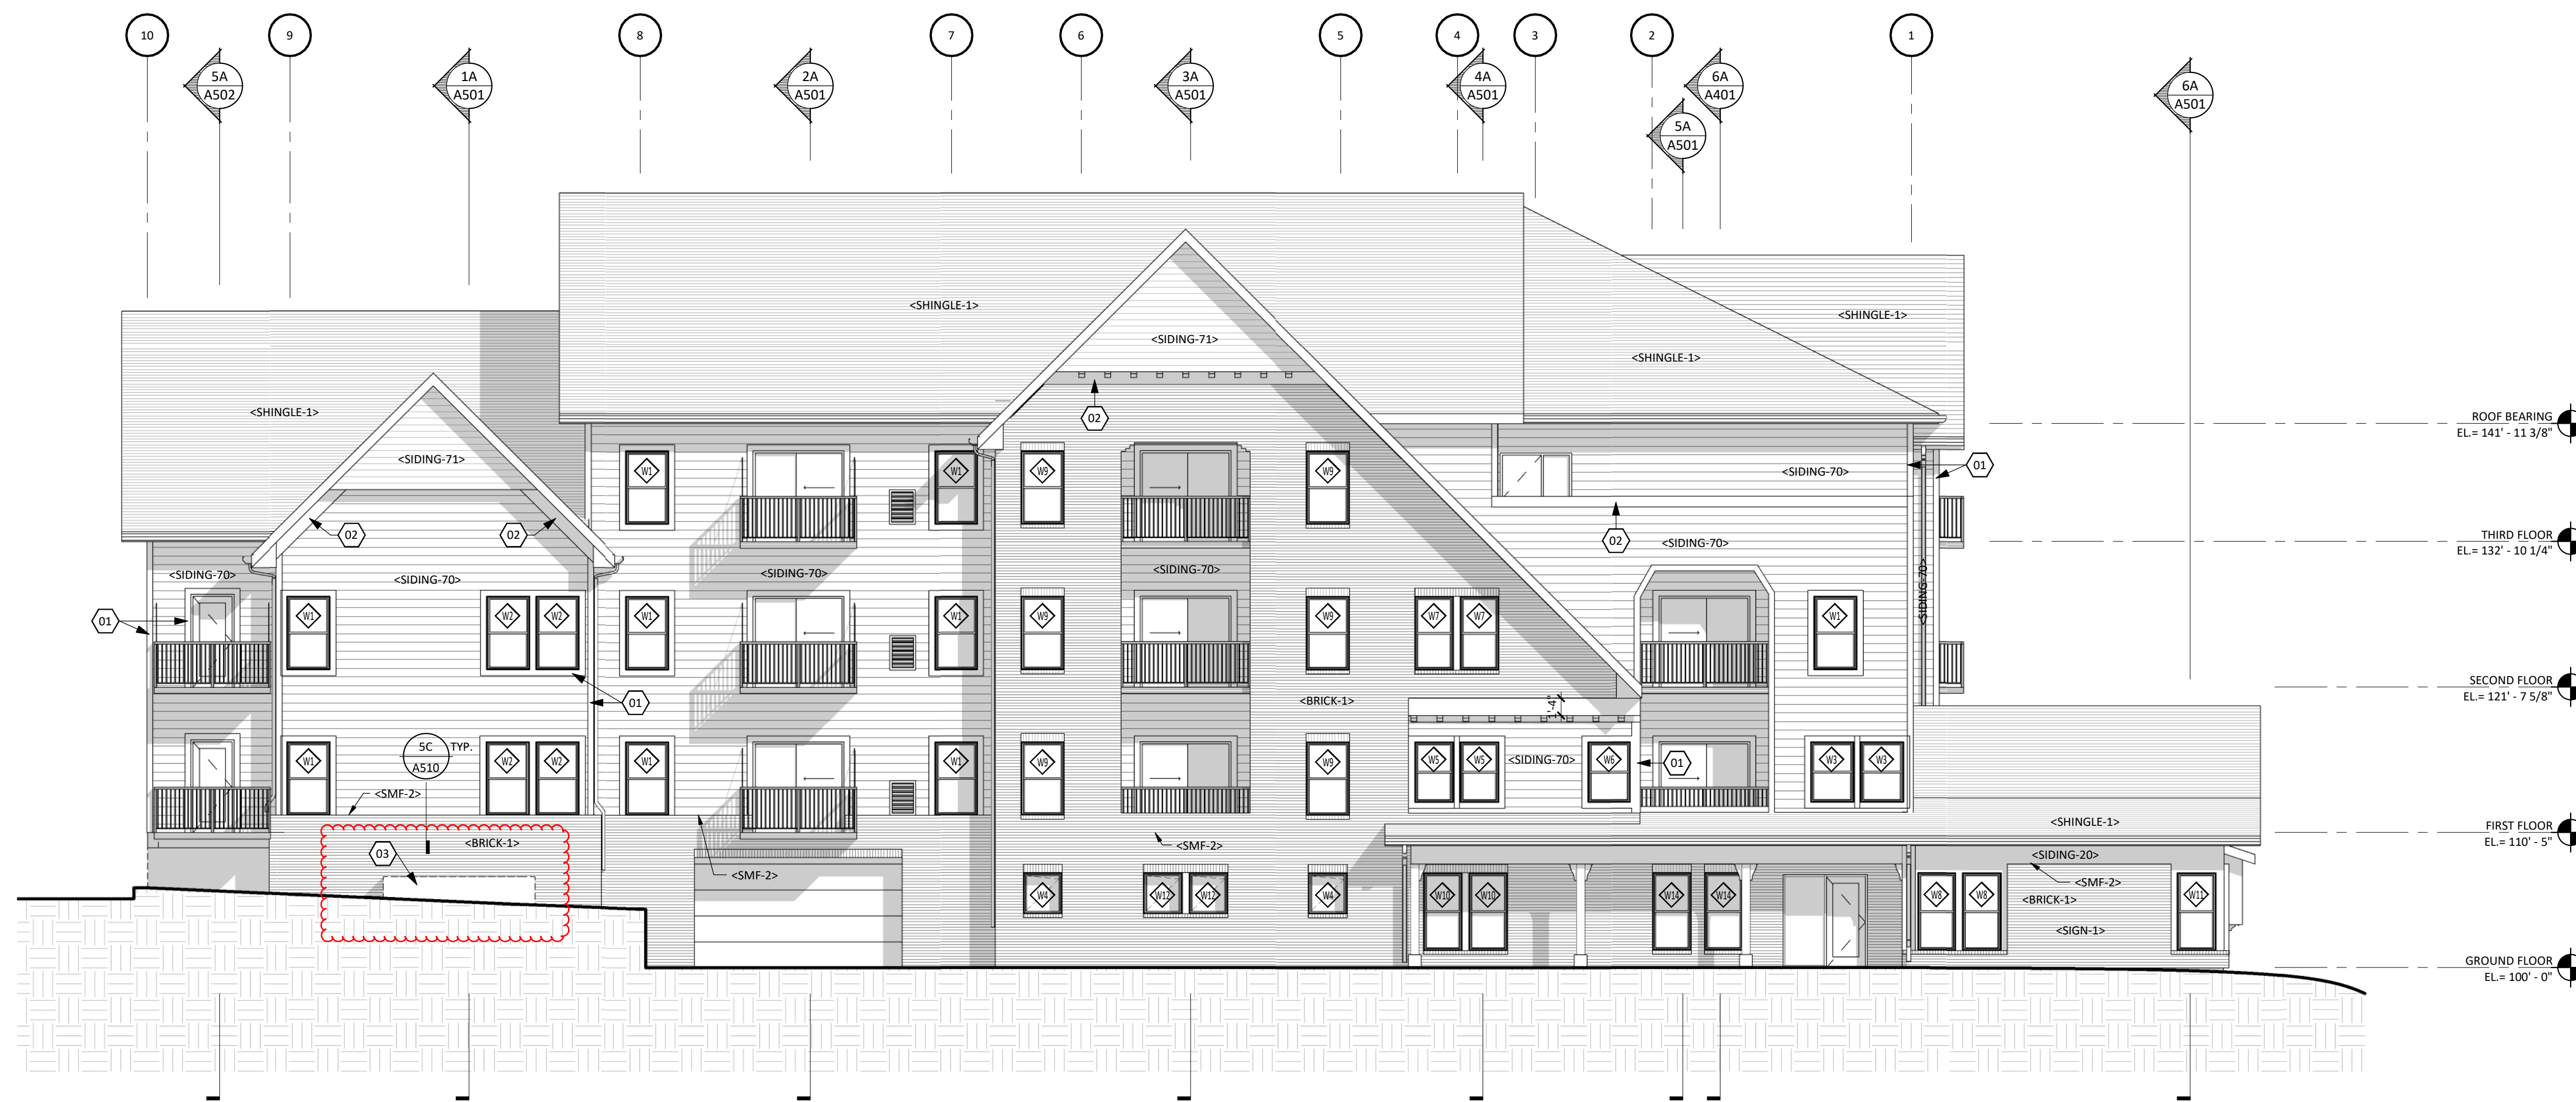 10
9
8
7
6
5
4
3
2
1
5A
A502
1A
A501
2A
A501
3A
A501
4A
A501
6A
A401
6A
A501
5A
A501
<SHINGLE-1>
<SHINGLE-1>
<SIDING-71>
<SHINGLE-1>
<SHINGLE-1>
<SIDING-71>
02
ROOF BEARING
EL.= 141' - 11 3/8"
W1
W1
W9
W9
<SIDING-70>
01
02
02
02
THIRD FLOOR
EL.= 132' - 10 1/4"
<SIDING-70>
<SIDING-70>
<SIDING-70>
<SIDING-70>
<SIDING-70>
<SIDING-70>
01
W1
W2
W2
W1
W1
W9
W9
W7
W7
W1
SECOND FLOOR
EL.= 121' - 7 5/8"
01
<BRICK-1>
1'-4"
5C
A510
TYP.
W1
W2
W2
W1
W1
W9
W9
W5
W5
<SIDING-70>
W6
01
W3
W3
<SMF-2>
<SHINGLE-1>
FIRST FLOOR
EL.= 110' - 5"
<BRICK-1>
<SMF-2>
03
<SIDING-20>
<SMF-2>
<SMF-2>
W4
W12
W12
W4
W10
W10
W14
W14
W8
W8
<BRICK-1>
W11
<SIGN-1>
GROUND FLOOR
EL.= 100' - 0"